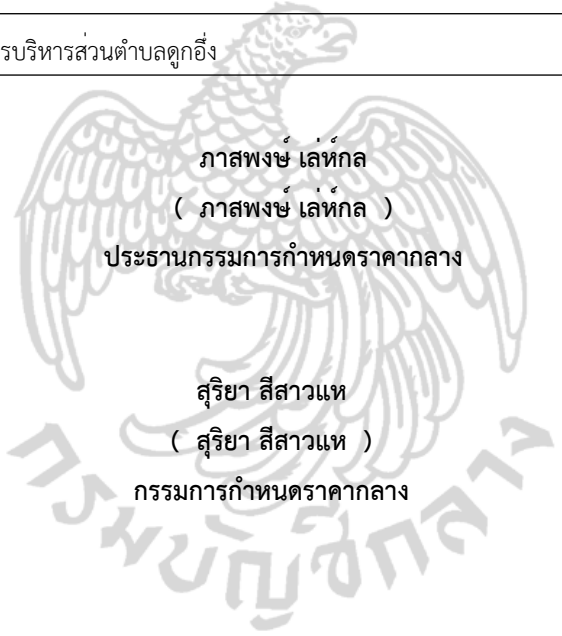 รบริหารส่วนตำบลดูกอึ่ง
ภาสพงษ์ เล่ห์กล
( ภาสพงษ์ เล่ห์กล )
ประธานกรรมการกำหนดราคากลาง
สุริยา สีสาวแห
( สุริยา สีสาวแห )
กรรมการกำหนดราคากลาง
กรมบัญชีกลาง